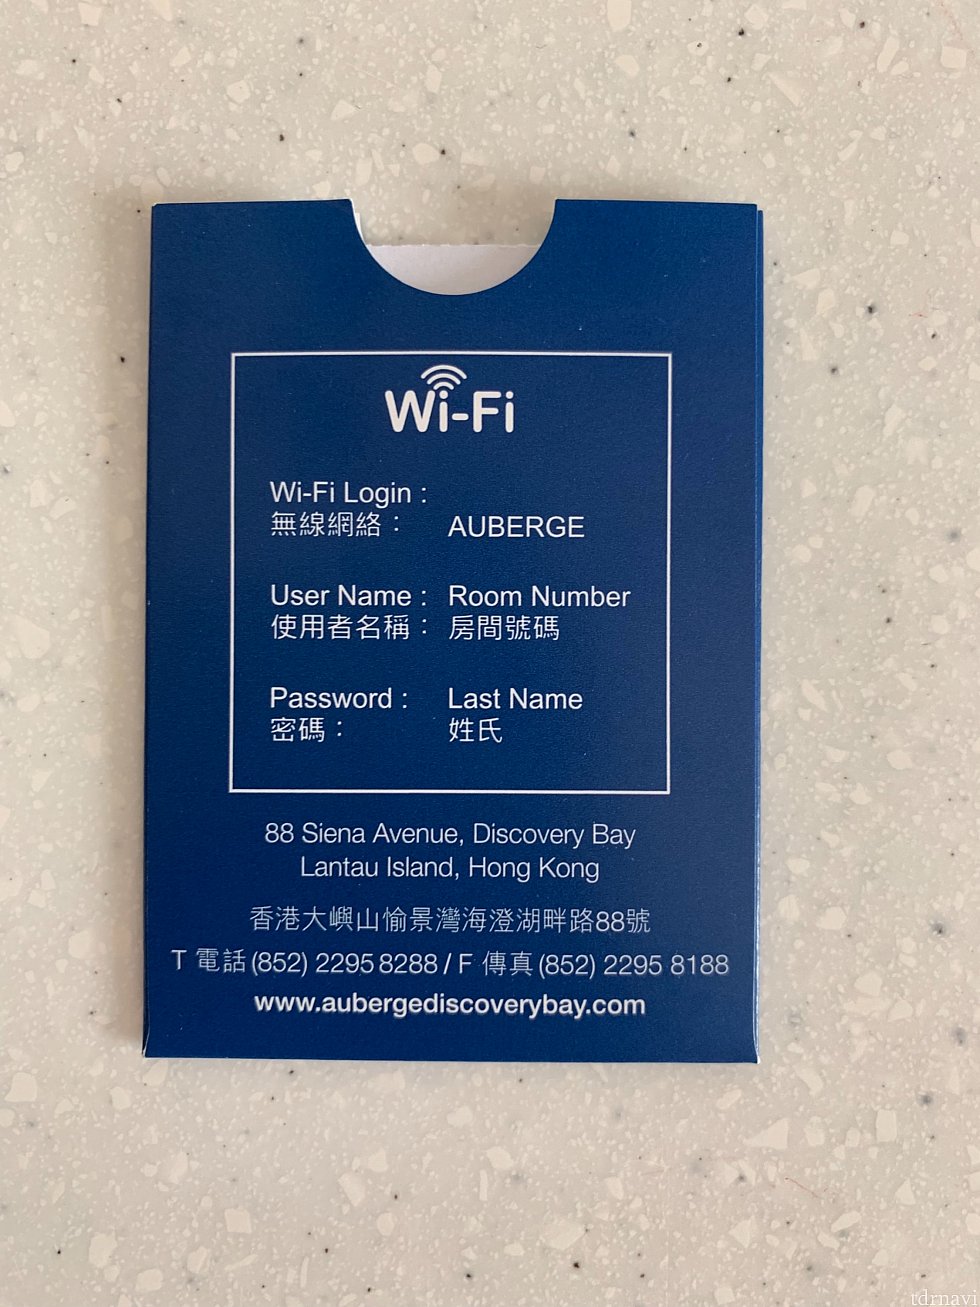 Wi-Fi
Wi-Fi Login :
無線網絡： AUBERGE
User Name : Room Number
使用者名稱： 房間號碼
Password : Last Name
密碼： 姓氏
88 Siena Avenue, Discovery Bay
Lantau Island, Hong Kong
香港大嶼山愉景灣海澄湖畔路88號
T 電話 (852) 2295 8288 / F 傳真 (852) 2295 8188
www.aubergediscoverybay.com
tdrnavi